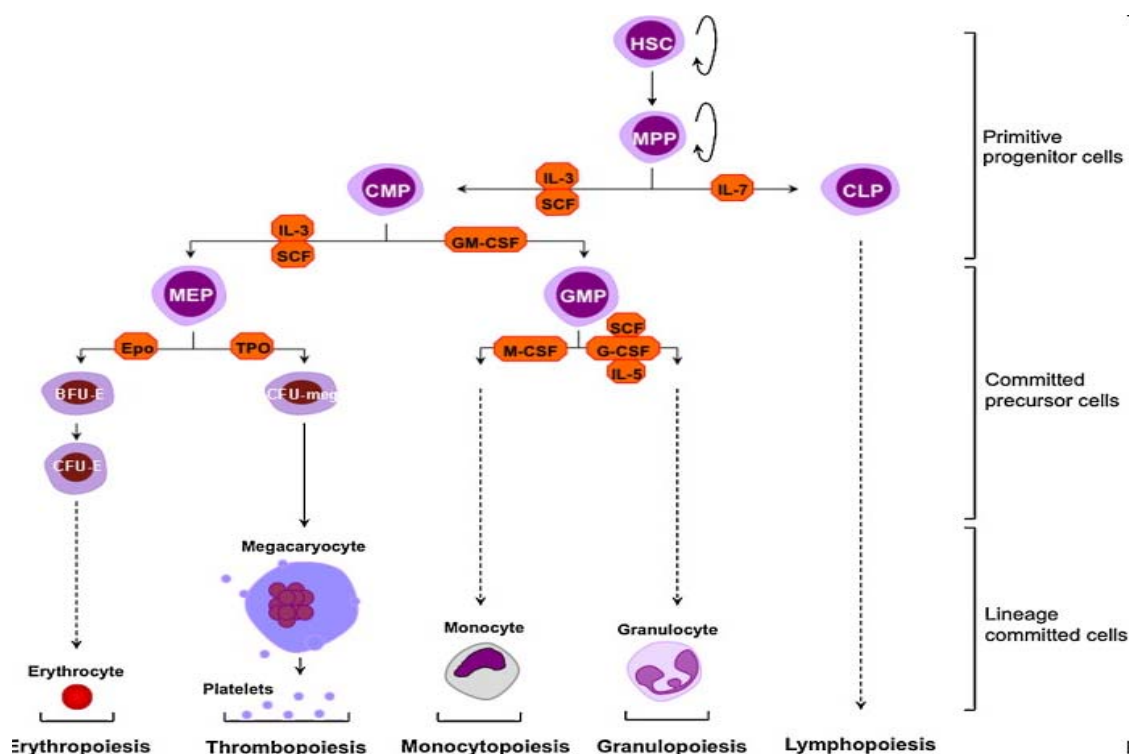 HSC
MPP
Primitive
progenitor cells
CMP
IL-3
SCF
IL-7
CLP
IL-3
SCF
GM-CSF
MEP
GMP
Epo
TPO
M-CSF
SCF
G-CSF
IL-5
BFU-E
CFU-meg
Committed
precursor cells
CFU-E
Megacaryocyte
Monocyte
Granulocyte
Lineage
committed cells
Erythrocyte
Platelets
Erythropoiesis
Thrombopoiesis
Monocytopoiesis
Granulopoiesis
Lymphopoiesis